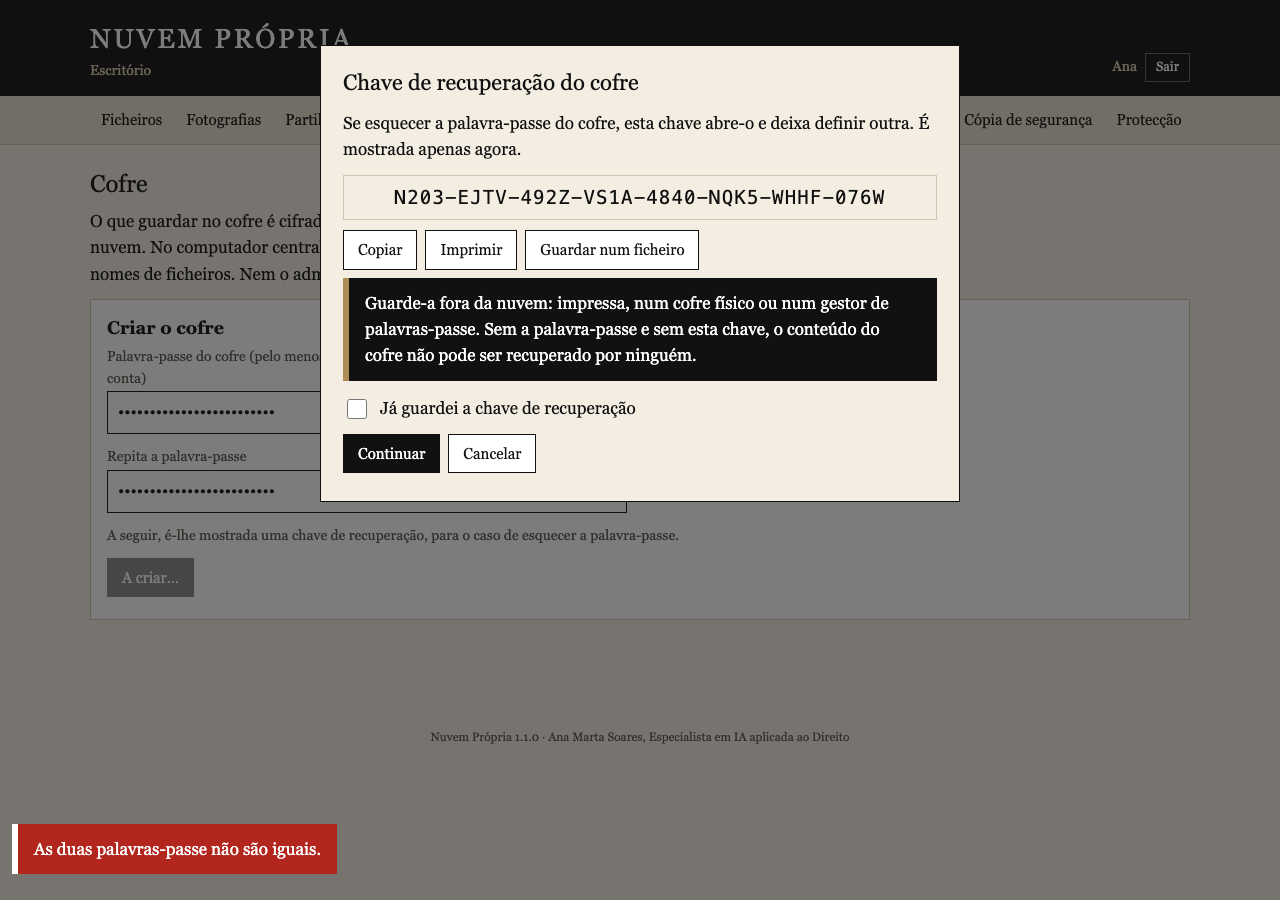 NUVEM PRÓPRIA
Escritório
Ana
Sair
Ficheiros
Fotografias
Cópia de segurança
Protecção
Cofre
O que guardar no cofre é
nuvem. No computador
nomes de ficheiros. Nem o
Criar o cofre
Palavra-passe do cofre (pelo
conta)
•••••••••••••••••••••••••
Repita a palavra-passe
•••••••••••••••••••••••••
A seguir, é-lhe mostrada uma chave de recuperação, para o caso de esquecer a palavra-passe.
A criar...
Chave de recuperação do cofre
Se esquecer a palavra-passe do cofre, esta chave abre-o e deixa definir outra. É
mostrada apenas agora.
N203-EJTV-492Z-VS1A-4840-NQK5-WHHF-076W
Copiar
Imprimir
Guardar num ficheiro
Guarde-a fora da nuvem: impressa, num cofre físico ou num gestor de
palavras-passe. Sem a palavra-passe e sem esta chave, o conteúdo do
cofre não pode ser recuperado por ninguém.
Já guardei a chave de recuperação
Continuar
Cancelar
Nuvem Própria 1.1.0 · Ana Marta Soares, Especialista em IA aplicada ao Direito
As duas palavras-passe não são iguais.